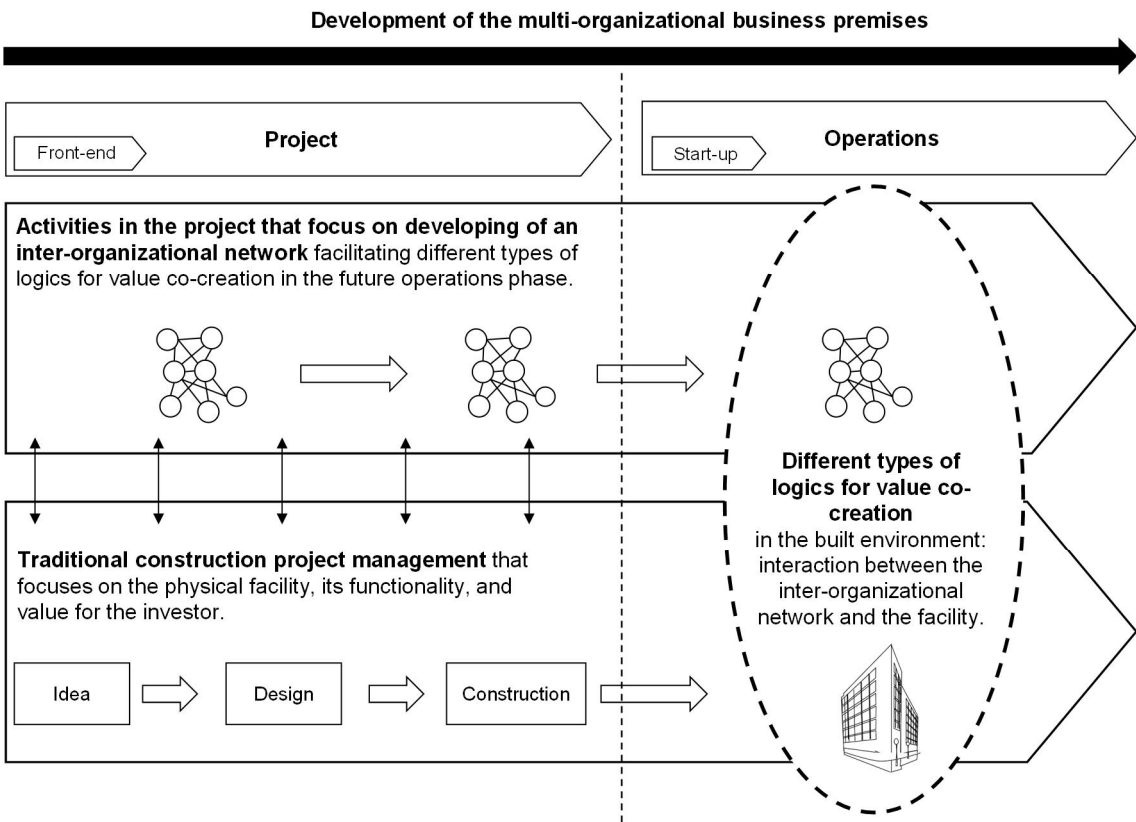 Development of the multi-organizational business premises
Project
Front-end
Operations
Start-up
Activities in the project that focus on developing of an
inter-organizational network facilitating different types of
logics for value co-creation in the future operations phase.
Different types of
logics for value co-
creation
in the built environment:
interaction between the
inter-organizational
network and the facility.
Traditional construction project management that
focuses on the physical facility, its functionality, and
value for the investor.
Idea
Design
Construction